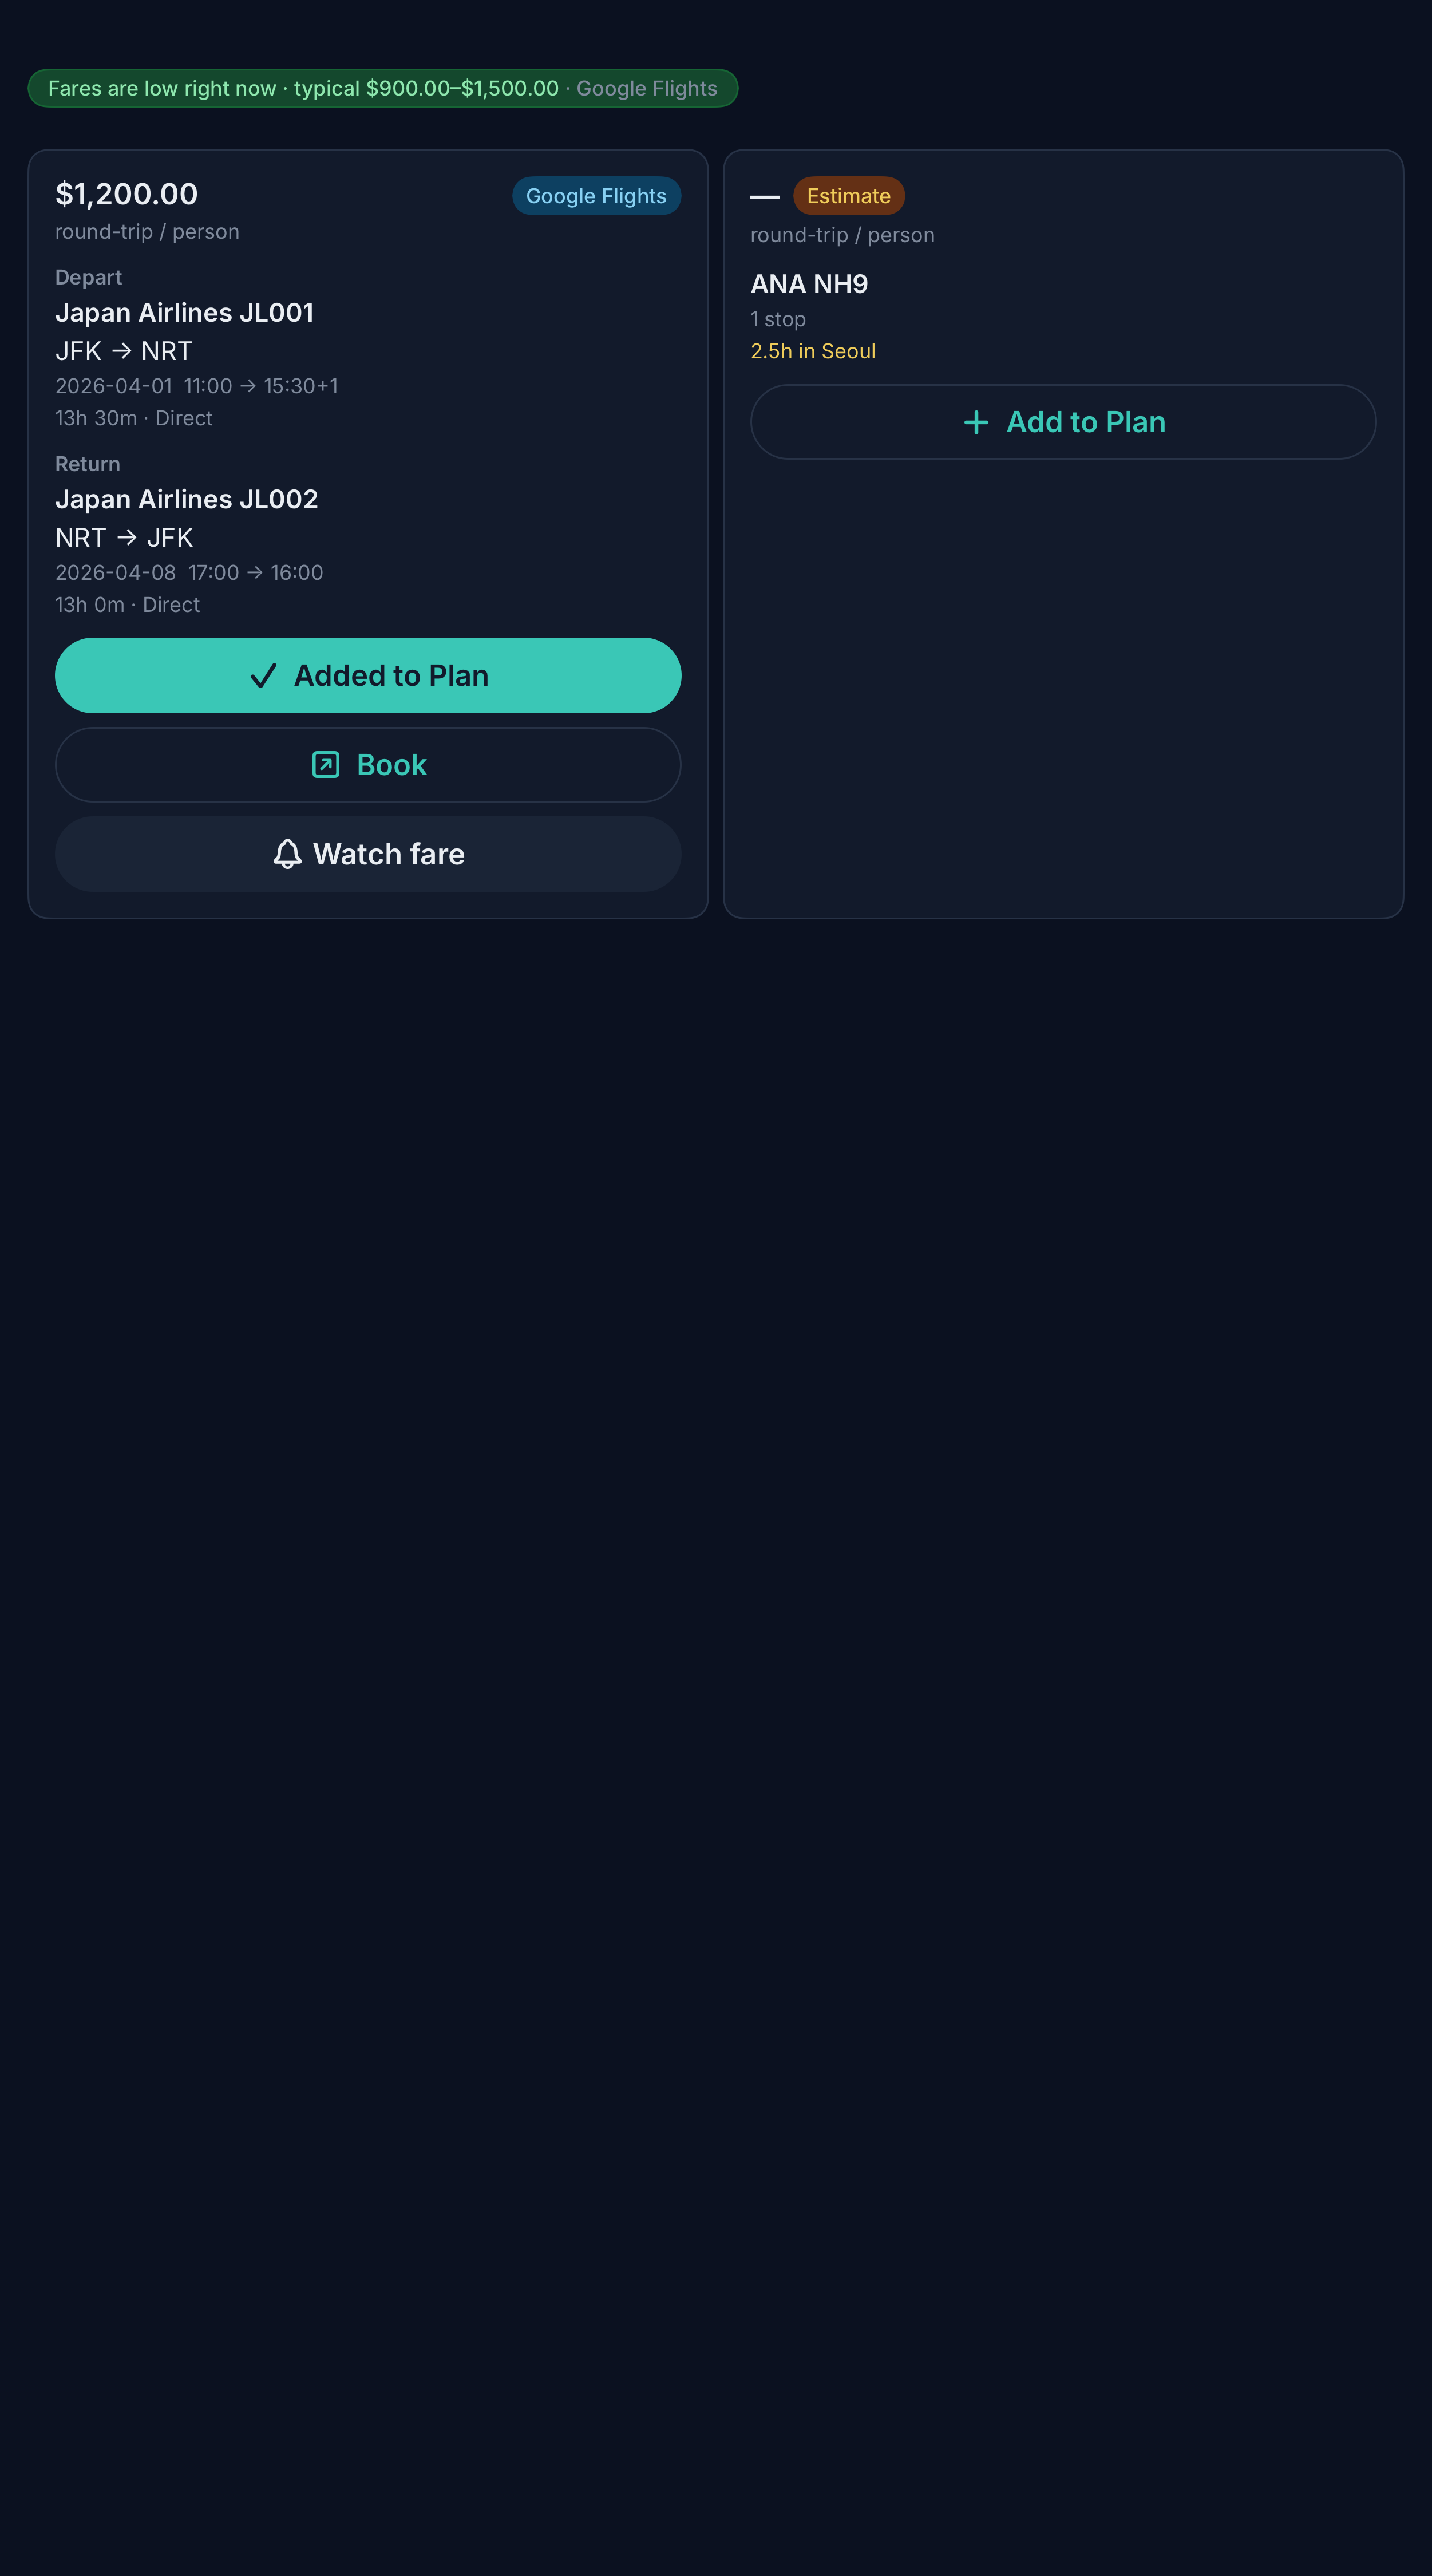 Fares are low right now · typical $900.00–$1,500.00 · Google Flights
$1,200.00
Google Flights
round-trip / person
Depart
Japan Airlines JL001
JFK → NRT
2026-04-01 11:00 → 15:30+1
13h 30m · Direct
Return
Japan Airlines JL002
NRT → JFK
2026-04-08 17:00 → 16:00
13h 0m · Direct
Added to Plan
Book
Watch fare
— Estimate
round-trip / person
ANA NH9
1 stop
2.5h in Seoul
Add to Plan